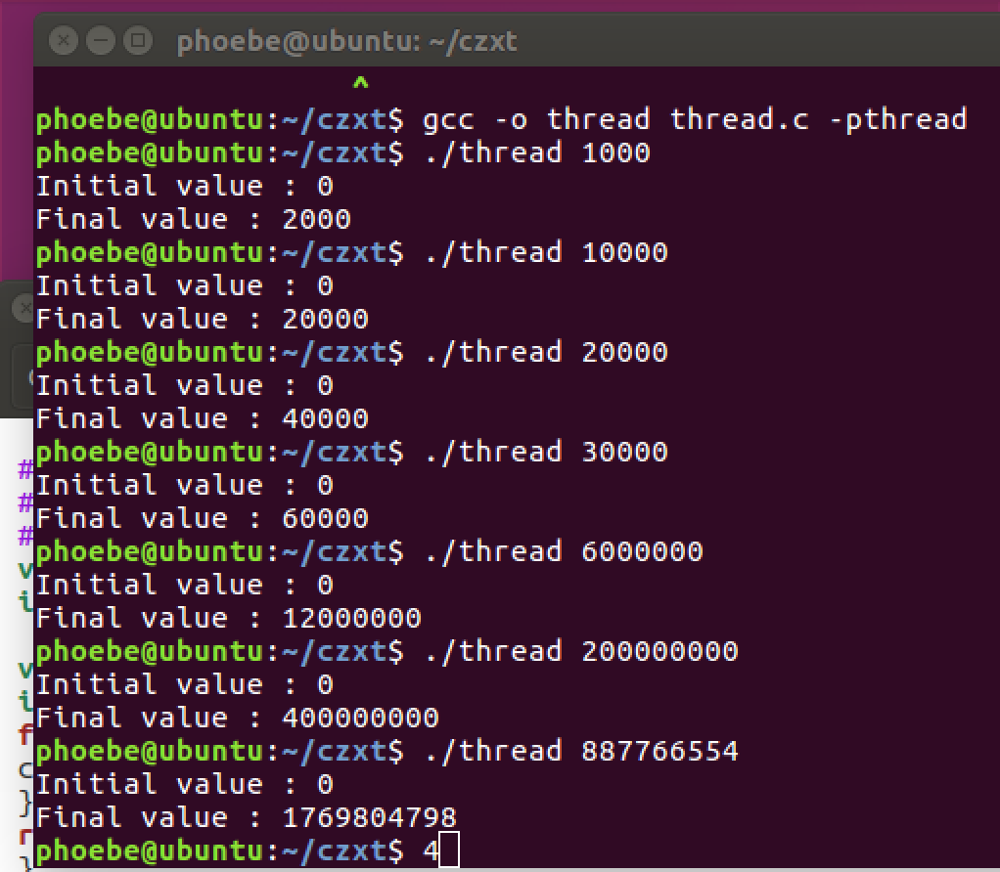 phoebe@ubuntu: ~/czxt
^
phoebe@ubuntu:~/czxt$ gcc -o thread thread.c -pthread
phoebe@ubuntu:~/czxt$ ./thread 1000
Initial value : 0
Final value : 2000
phoebe@ubuntu:~/czxt$ ./thread 10000
Initial value : 0
Final value : 20000
phoebe@ubuntu:~/czxt$ ./thread 20000
Initial value : 0
Final value : 40000
phoebe@ubuntu:~/czxt$ ./thread 30000
Initial value : 0
Final value : 60000
phoebe@ubuntu:~/czxt$ ./thread 6000000
Initial value : 0
Final value : 12000000
phoebe@ubuntu:~/czxt$ ./thread 200000000
Initial value : 0
Final value : 400000000
phoebe@ubuntu:~/czxt$ ./thread 887766554
Initial value : 0
Final value : 1769804798
phoebe@ubuntu:~/czxt$ 4
#
#
#
v
i
v
i
f
c
}
r
}